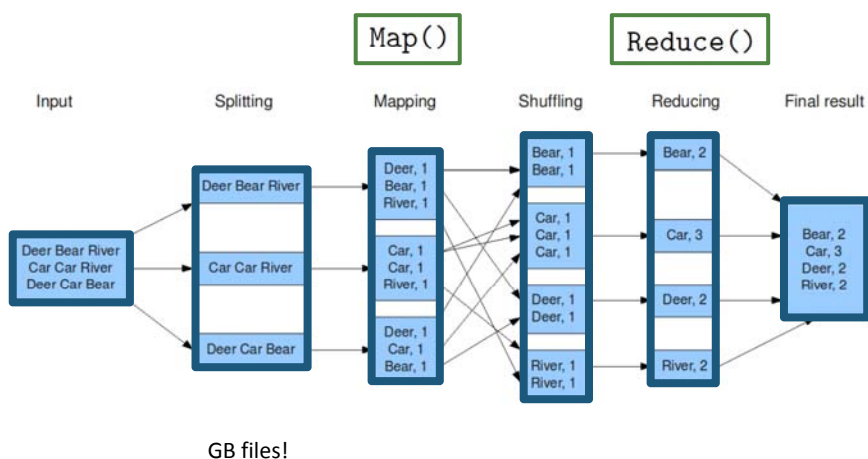 Map()
Reduce()
Input
Splitting
Mapping
Shuffling
Reducing
Final result
Deer Bear River
Car Car River
Deer Car Bear
Deer Bear River
Car Car River
Deer Car Bear
Deer, 1
Bear, 1
River, 1
Car, 1
Car, 1
River, 1
Deer, 1
Car, 1
Bear, 1
Bear, 1
Bear, 1
Car, 1
Car, 1
Car, 1
Deer, 1
Deer, 1
River, 1
River, 1
Bear, 2
Car, 3
Deer, 2
River, 2
Bear, 2
Car, 3
Deer, 2
River, 2
GB files!